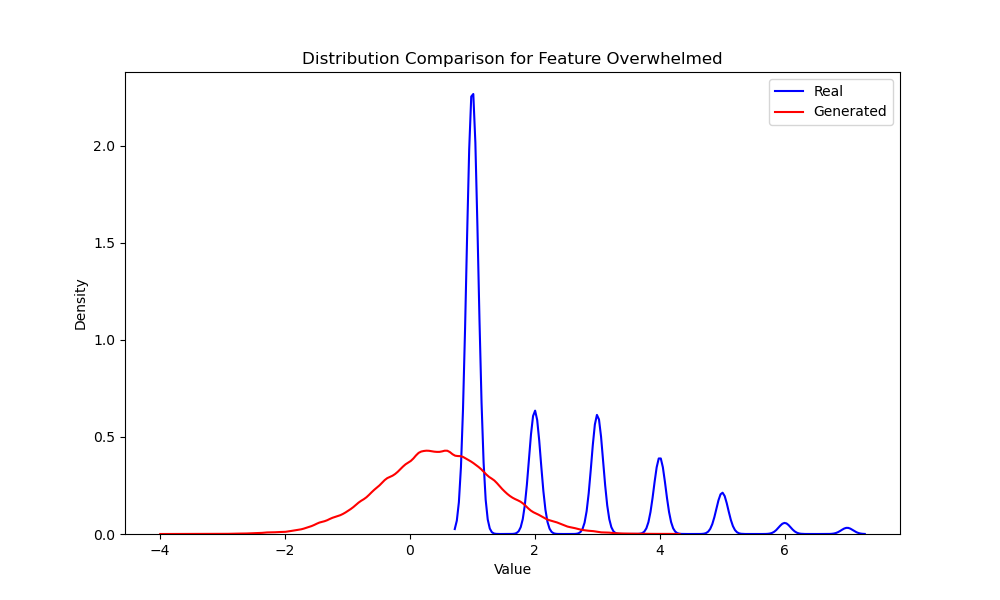 Distribution Comparison for Feature Overwhelmed
Real
Generated
Density
2.0
1.5
1.0
0.5
0.0
−4
−2
0
2
4
6
Value